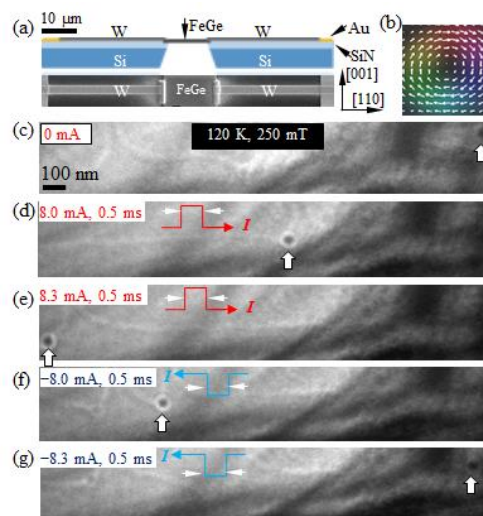 (a)
10 μm
W
FeGe
W
Au
SiN
Si
Si
W
FeGe
W
[001]
[110]
(b)
(c)
0 mA
120 K, 250 mT
100 nm
(d)
8.0 mA, 0.5 ms
I
(e)
8.3 mA, 0.5 ms
I
(f)
−8.0 mA, 0.5 ms
I
(g)
−8.3 mA, 0.5 ms
I